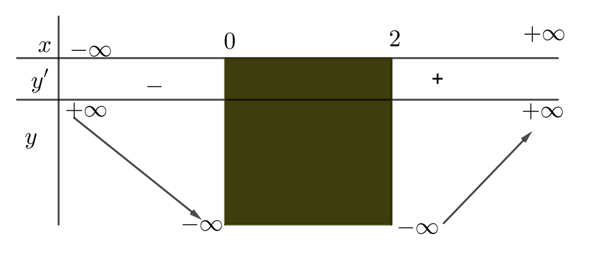 x −∞ 0 2 +∞
y′ − +
y +∞ −∞ −∞ +∞